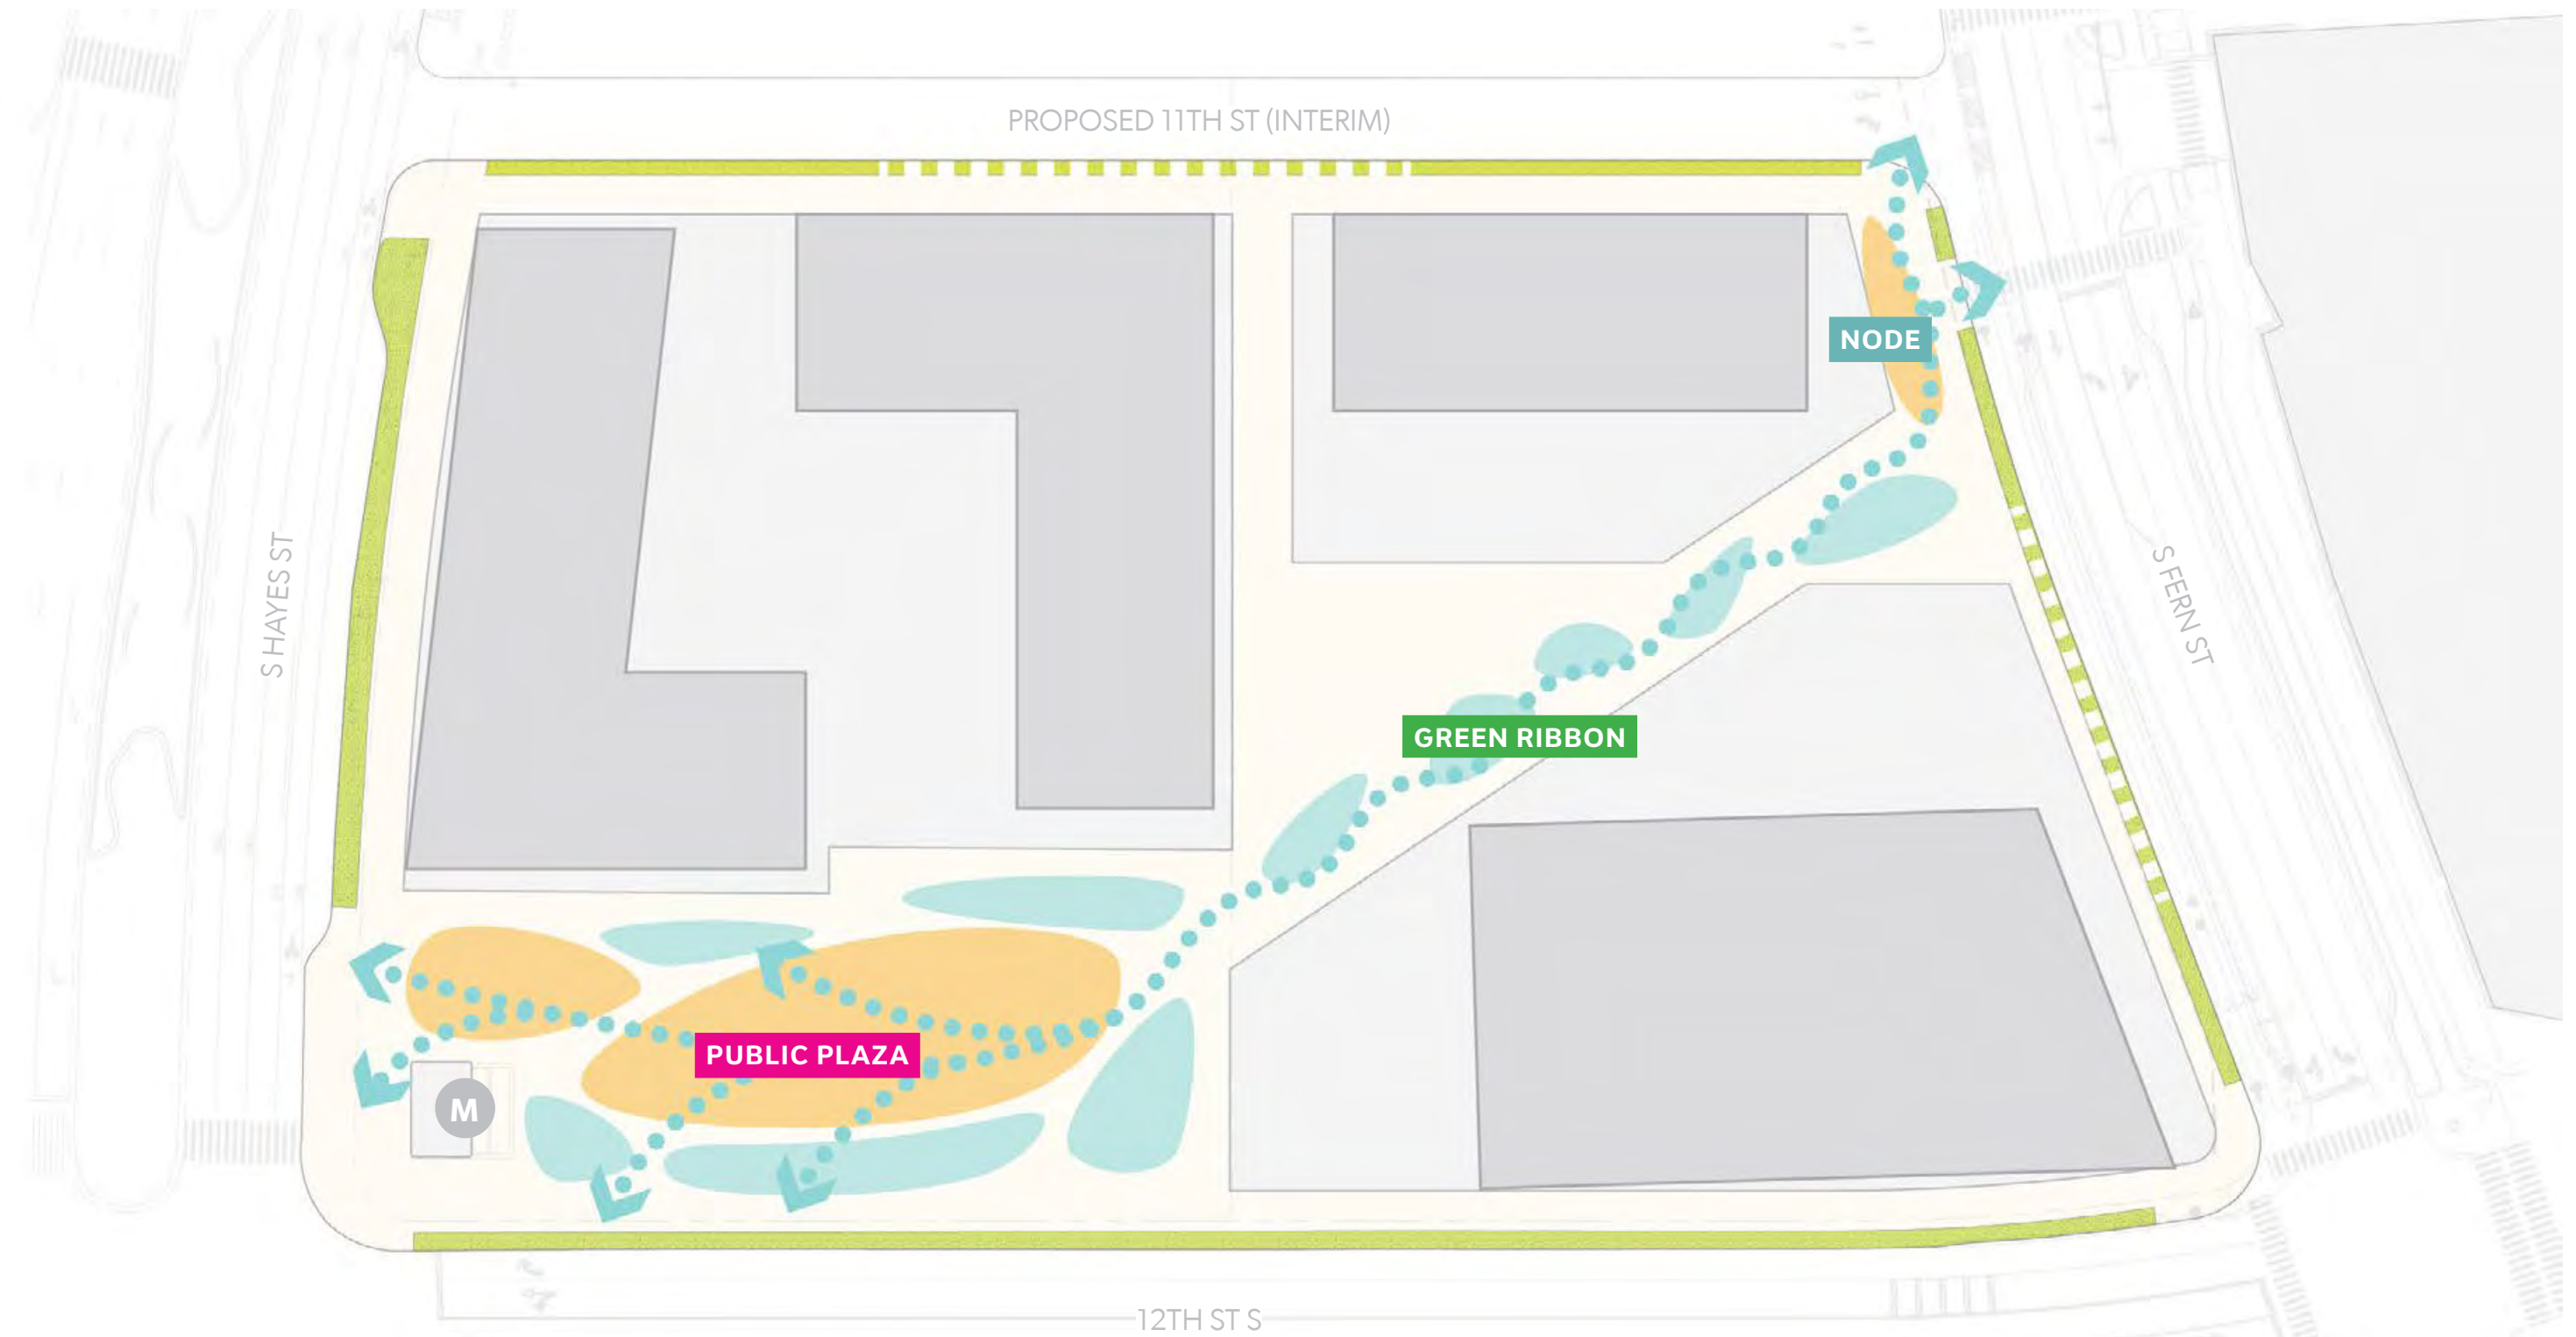 PROPOSED 11TH ST (INTERIM)
NODE
S HAYES ST
S FERN ST
GREEN RIBBON
PUBLIC PLAZA
M
12TH ST S